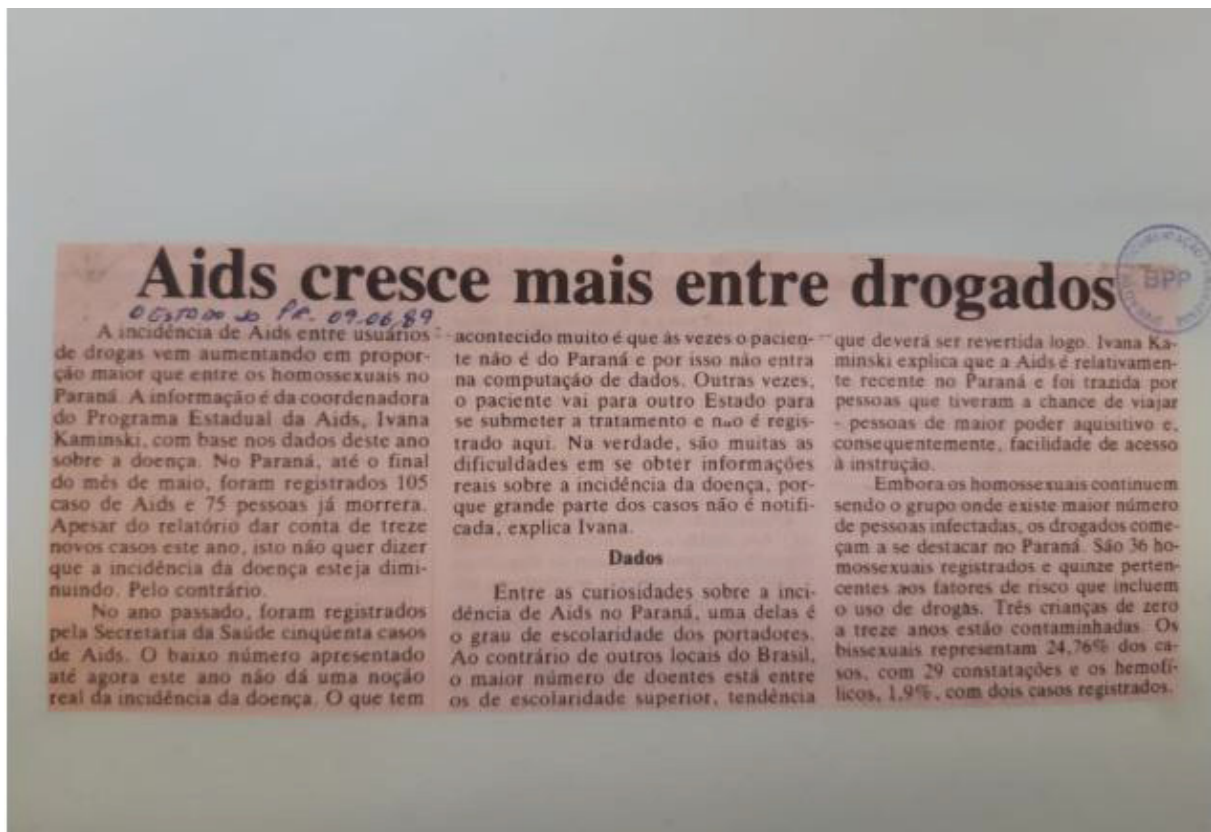 Aids cresce mais entre drogados
O ESTADO DO PR. 09.06.89
BPP
A incidência de Aids entre usuários
de drogas vem aumentando em propor-
ção maior que entre os homossexuais no
Paraná. A informação é da coordenadora
do Programa Estadual da Aids, Ivana
Kaminski, com base nos dados deste ano
sobre a doença. No Paraná, até o final
do mês de maio, foram registrados 105
caso de Aids e 75 pessoas já morrera.
Apesar do relatório dar conta de treze
novos casos este ano, isto não quer dizer
que a incidência da doença esteja dimi-
nuindo. Pelo contrário.
No ano passado, foram registrados
pela Secretaria da Saúde cinqüenta casos
de Aids. O baixo número apresentado
até agora este ano não dá uma noção
real da incidência da doença. O que tem
acontecido muito é que às vezes o pacien-
te não é do Paraná e por isso não entra
na computação de dados. Outras vezes,
o paciente vai para outro Estado para
se submeter a tratamento e não é regis-
trado aqui. Na verdade, são muitas as
dificuldades em se obter informações
reais sobre a incidência da doença, por-
que grande parte dos casos não é notifi-
cada, explica Ivana.
Dados
Entre as curiosidades sobre a inci-
dência de Aids no Paraná, uma delas é
o grau de escolaridade dos portadores.
Ao contrário de outros locais do Brasil,
o maior número de doentes está entre
os de escolaridade superior, tendência
que deverá ser revertida logo. Ivana Ka-
minski explica que a Aids é relativamen-
te recente no Paraná e foi trazida por
pessoas que tiveram a chance de viajar
- pessoas de maior poder aquisitivo e,
consequentemente, facilidade de acesso
à instrução.
Embora os homossexuais continuem
sendo o grupo onde existe maior número
de pessoas infectadas, os drogados come-
çam a se destacar no Paraná. São 36 ho-
mossexuais registrados e quinze perten-
centes aos fatores de risco que incluem
o uso de drogas. Três crianças de zero
a treze anos estão contaminadas. Os
bissexuais representam 24,76% dos ca-
sos, com 29 constatações e os hemofí-
licos, 1,9%, com dois casos registrados.